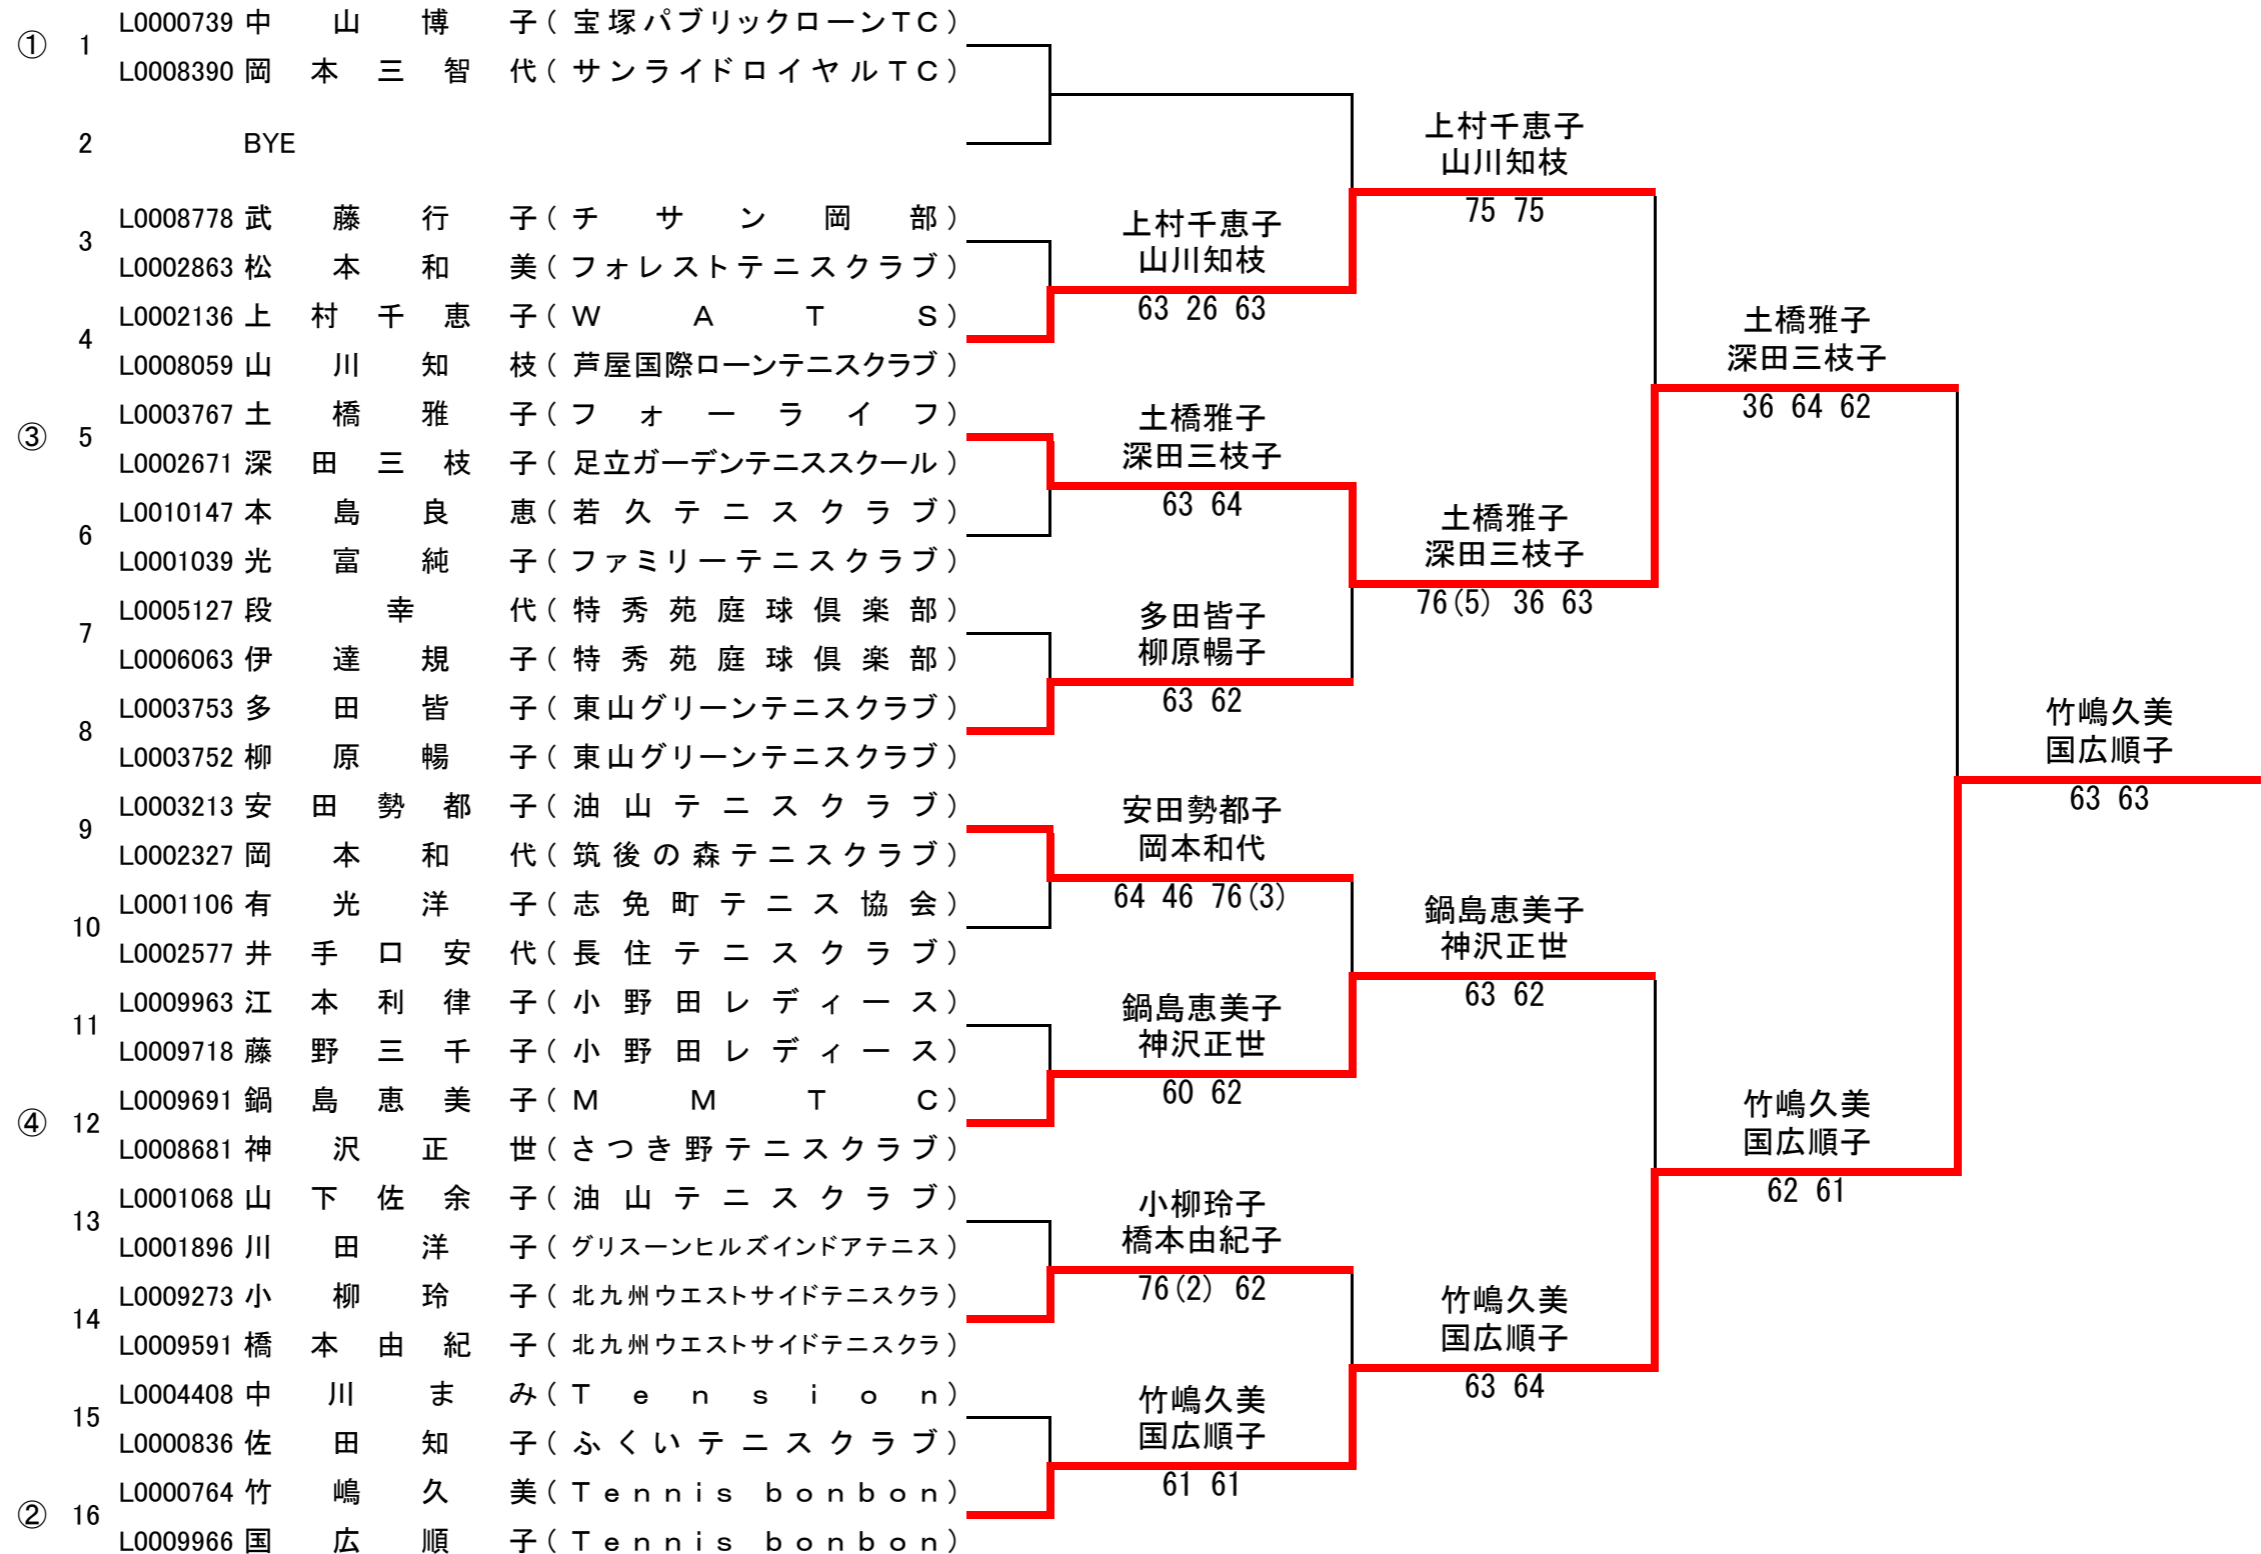 ① 1
L0000739 中山博子(宝塚パブリックローンTC)
L0008390 岡本三智代(サンライドロイヤルTC)
2 BYE
3
L0008778 武藤行子(チサン岡部)
L0002863 松本和美(フォレストテニスクラブ)
4
L0002136 上村千恵子(WATS)
L0008059 山川知枝(芦屋国際ローンテニスクラブ)
③ 5
L0003767 土橋雅子(フォーライフ)
L0002671 深田三枝子(足立ガーデンテニススクール)
6
L0010147 本島良恵(若久テニスクラブ)
L0001039 光富純子(ファミリーテニスクラブ)
7
L0005127 段幸代(特秀苑庭球倶楽部)
L0006063 伊達規子(特秀苑庭球倶楽部)
8
L0003753 多田皆子(東山グリーンテニスクラブ)
L0003752 柳原暢子(東山グリーンテニスクラブ)
9
L0003213 安田勢都子(油山テニスクラブ)
L0002327 岡本和代(筑後の森テニスクラブ)
10
L0001106 有光洋子(志免町テニス協会)
L0002577 井手口安代(長住テニスクラブ)
11
L0009963 江本利律子(小野田レディース)
L0009718 藤野三千子(小野田レディース)
④ 12
L0009691 鍋島恵美子(MMTC)
L0008681 神沢正世(さつき野テニスクラブ)
13
L0001068 山下佐余子(油山テニスクラブ)
L0001896 川田洋子(グリスーンヒルズインドアテニス)
14
L0009273 小柳玲子(北九州ウエストサイドテニスクラ)
L0009591 橋本由紀子(北九州ウエストサイドテニスクラ)
15
L0004408 中川まみ(Tension)
L0000836 佐田知子(ふくいテニスクラブ)
② 16
L0000764 竹嶋久美(Tennis bonbon)
L0009966 国広順子(Tennis bonbon)
上村千恵子
山川知枝
63 26 63
土橋雅子
深田三枝子
63 64
多田皆子
柳原暢子
63 62
安田勢都子
岡本和代
64 46 76(3)
鍋島恵美子
神沢正世
60 62
小柳玲子
橋本由紀子
76(2) 62
竹嶋久美
国広順子
61 61
上村千恵子
山川知枝
75 75
土橋雅子
深田三枝子
76(5) 36 63
鍋島恵美子
神沢正世
63 62
竹嶋久美
国広順子
63 64
土橋雅子
深田三枝子
36 64 62
竹嶋久美
国広順子
62 61
竹嶋久美
国広順子
63 63